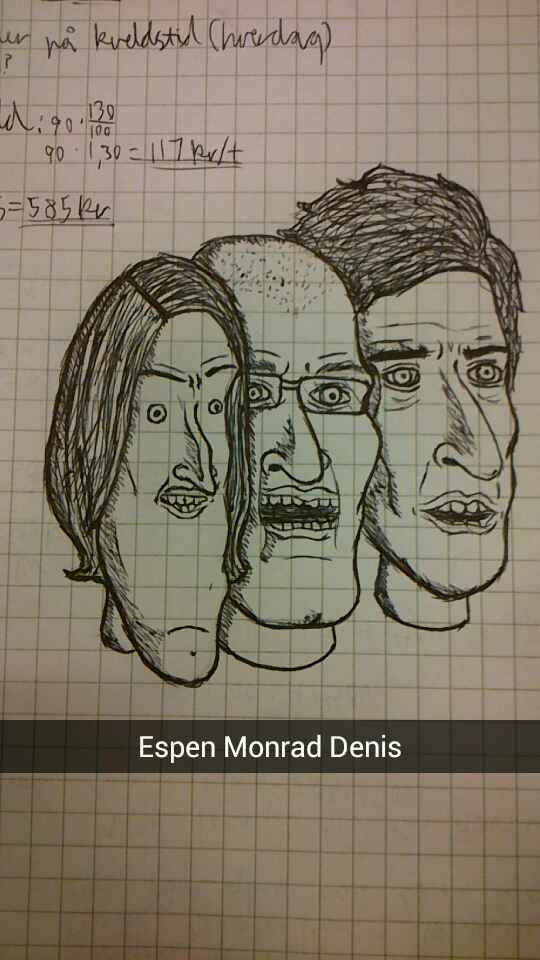 på kveldstid (hverdag)
?
90 · 130/100
90 · 1,30 = 117 kr/t
= 585 kr
Espen Monrad Denis